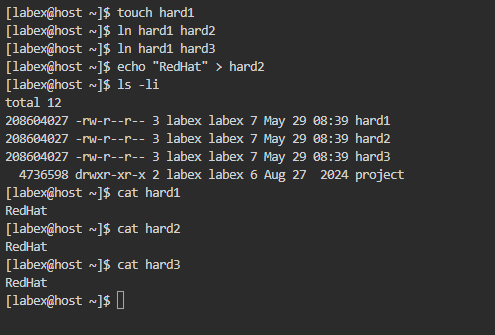 [labex@host ~]$ touch hard1
[labex@host ~]$ ln hard1 hard2
[labex@host ~]$ ln hard1 hard3
[labex@host ~]$ echo "RedHat" > hard2
[labex@host ~]$ ls -li
total 12
208604027 -rw-r--r-- 3 labex labex 7 May 29 08:39 hard1
208604027 -rw-r--r-- 3 labex labex 7 May 29 08:39 hard2
208604027 -rw-r--r-- 3 labex labex 7 May 29 08:39 hard3
  4736598 drwxr-xr-x 2 labex labex 6 Aug 27  2024 project
[labex@host ~]$ cat hard1
RedHat
[labex@host ~]$ cat hard2
RedHat
[labex@host ~]$ cat hard3
RedHat
[labex@host ~]$